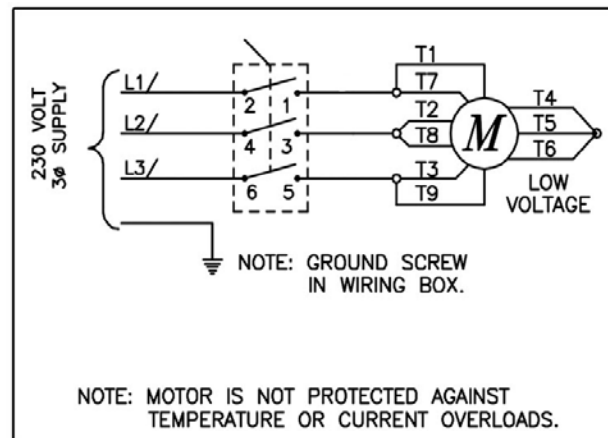 230 VOLT
3ø SUPPLY
L1/
L2/
L3/
2 1
4 3
6 5
T1
T7
T2
T8
T3
T9
M
T4
T5
T6
LOW
VOLTAGE
NOTE: GROUND SCREW
IN WIRING BOX.
NOTE: MOTOR IS NOT PROTECTED AGAINST
TEMPERATURE OR CURRENT OVERLOADS.